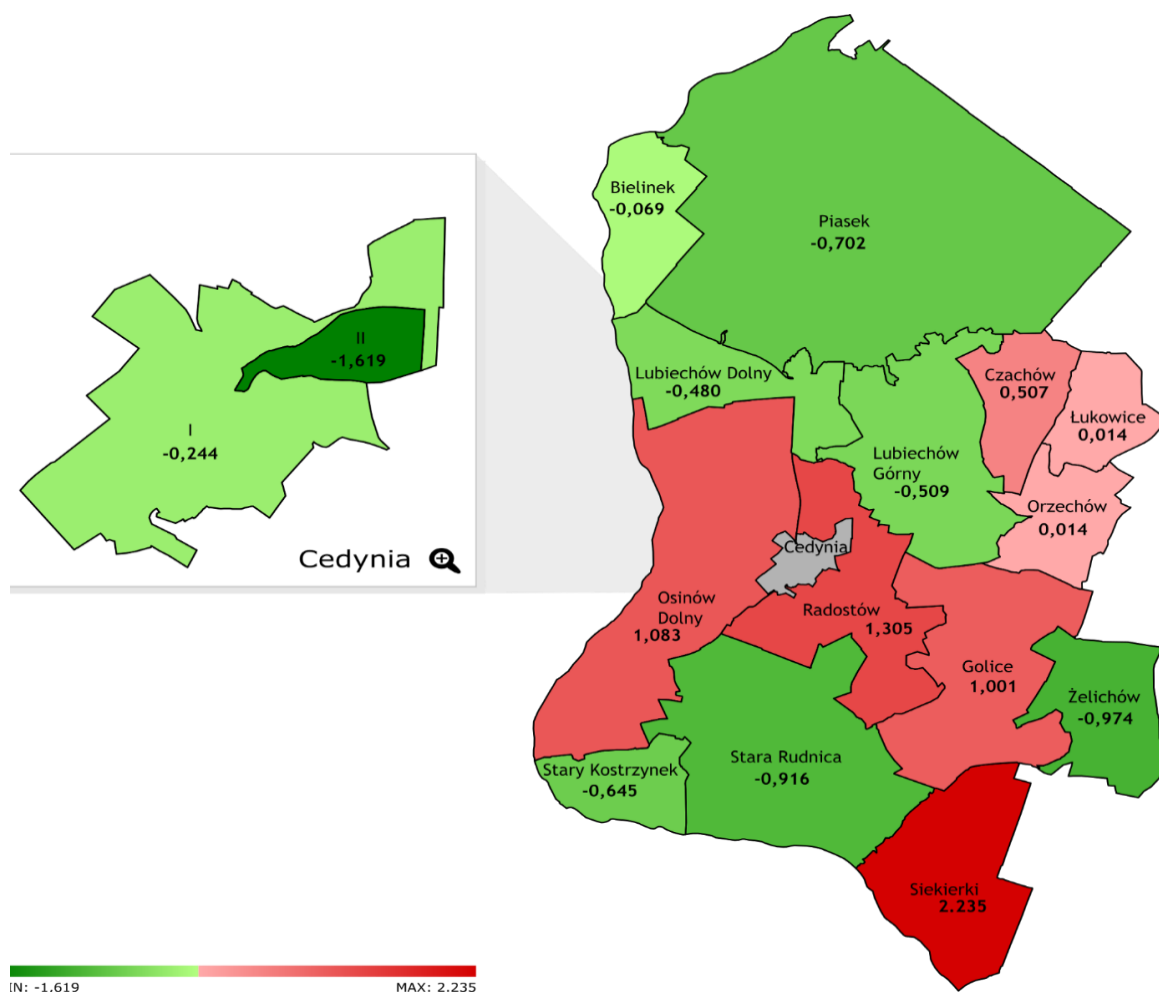 Bielinek
-0,069
Piasek
-0,702
II
-1,619
Lubiechów Dolny
-0,480
Czachów
0,507
Łukowice
0,014
I
-0,244
Lubiechów
Górny
-0,509
Orzechów
0,014
Cedynia
Cedynia
Osinów
Dolny
1,083
Radostów
1,305
Golice
1,001
Żelichów
-0,974
Stara Rudnica
-0,916
Stary Kostrzynek
-0,645
Siekierki
2.235
IN: -1,619
MAX: 2.235